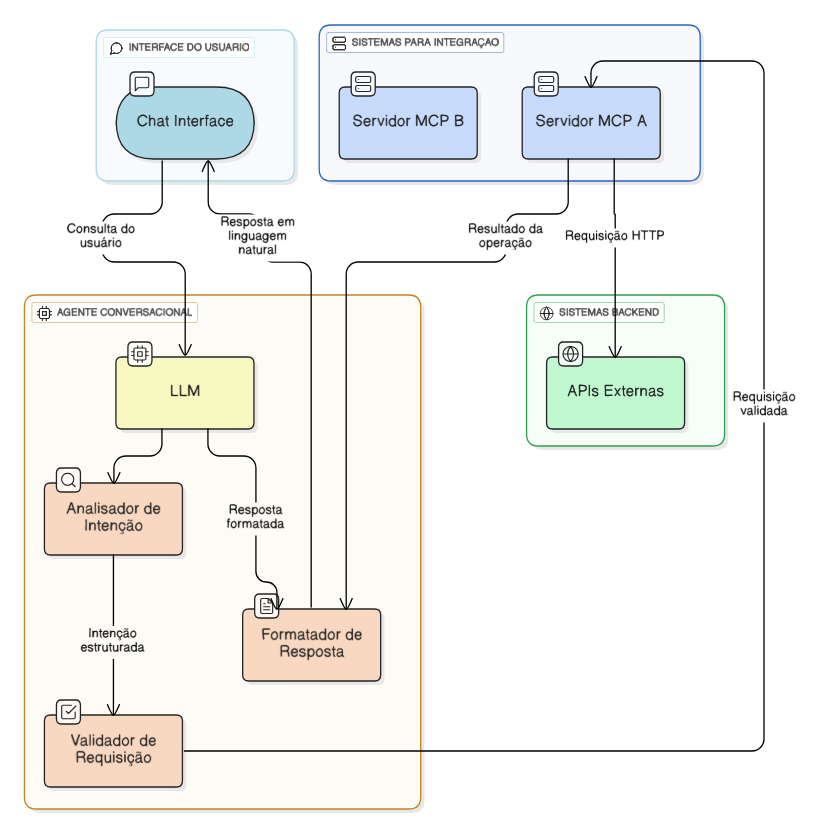 INTERFACE DO USUARIO
SISTEMAS PARA INTEGRAÇAO
Chat Interface
Servidor MCP B
Servidor MCP A
Consulta do
usuário
Resposta em
linguagem
natural
Resultado da
operação
Requisição HTTP
AGENTE CONVERSACIONAL
SISTEMAS BACKEND
LLM
APIs Externas
Requisição
validada
Analisador de
Intenção
Resposta
formatada
Intenção
estruturada
Formatador de
Resposta
Validador de
Requisição